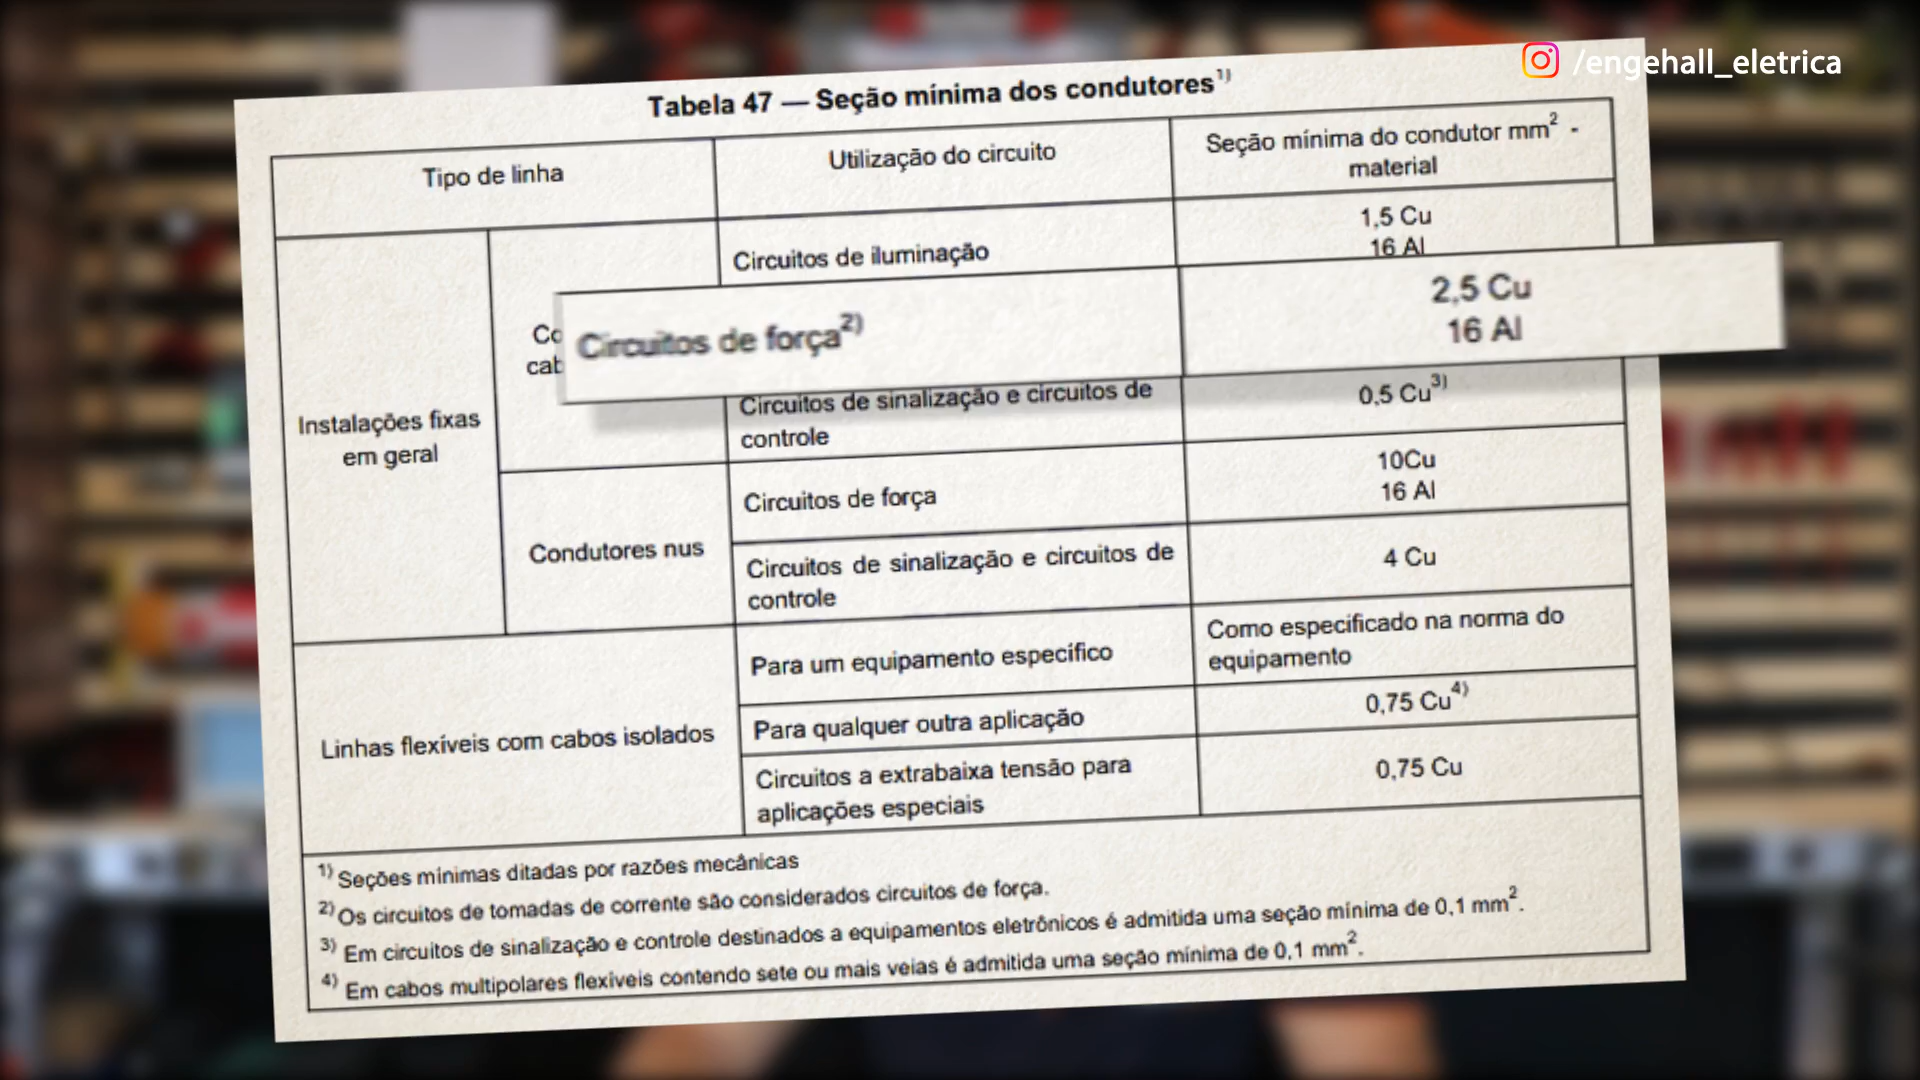 /engehall_eletrica
Tabela 47 — Seção mínima dos condutores1)
Tipo de linha
Utilização do circuito
Seção mínima do condutor mm2 -
material
Instalações fixas
em geral
Circuitos de iluminação
1,5 Cu
16 Al
Circuitos de força2)
2,5 Cu
16 Al
Circuitos de sinalização e circuitos de
controle
0,5 Cu3)
Condutores nus
Circuitos de força
10Cu
16 Al
Circuitos de sinalização e circuitos de
controle
4 Cu
Linhas flexíveis com cabos isolados
Para um equipamento específico
Como especificado na norma do
equipamento
Para qualquer outra aplicação
0,75 Cu4)
Circuitos a extrabaixa tensão para
aplicações especiais
0,75 Cu
1) Seções mínimas ditadas por razões mecânicas
2) Os circuitos de tomadas de corrente são considerados circuitos de força.
3) Em circuitos de sinalização e controle destinados a equipamentos eletrônicos é admitida uma seção mínima de 0,1 mm2.
4) Em cabos multipolares flexíveis contendo sete ou mais veias é admitida uma seção mínima de 0,1 mm2.